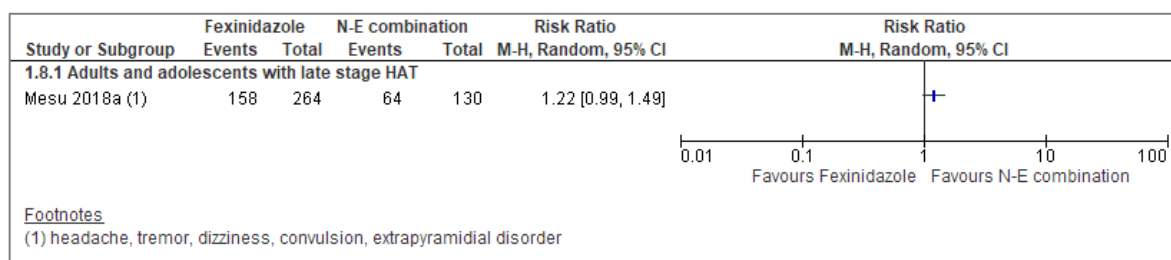 Fexinidazole N-E combination Risk Ratio Risk Ratio
Study or Subgroup Events Total Events Total M-H, Random, 95% CI M-H, Random, 95% CI
1.8.1 Adults and adolescents with late stage HAT
Mesu 2018a (1) 158 264 64 130 1.22 [0.99, 1.49]
0.01 0.1 1 10 100
Favours Fexinidazole Favours N-E combination
Footnotes
(1) headache, tremor, dizziness, convulsion, extrapyramidial disorder